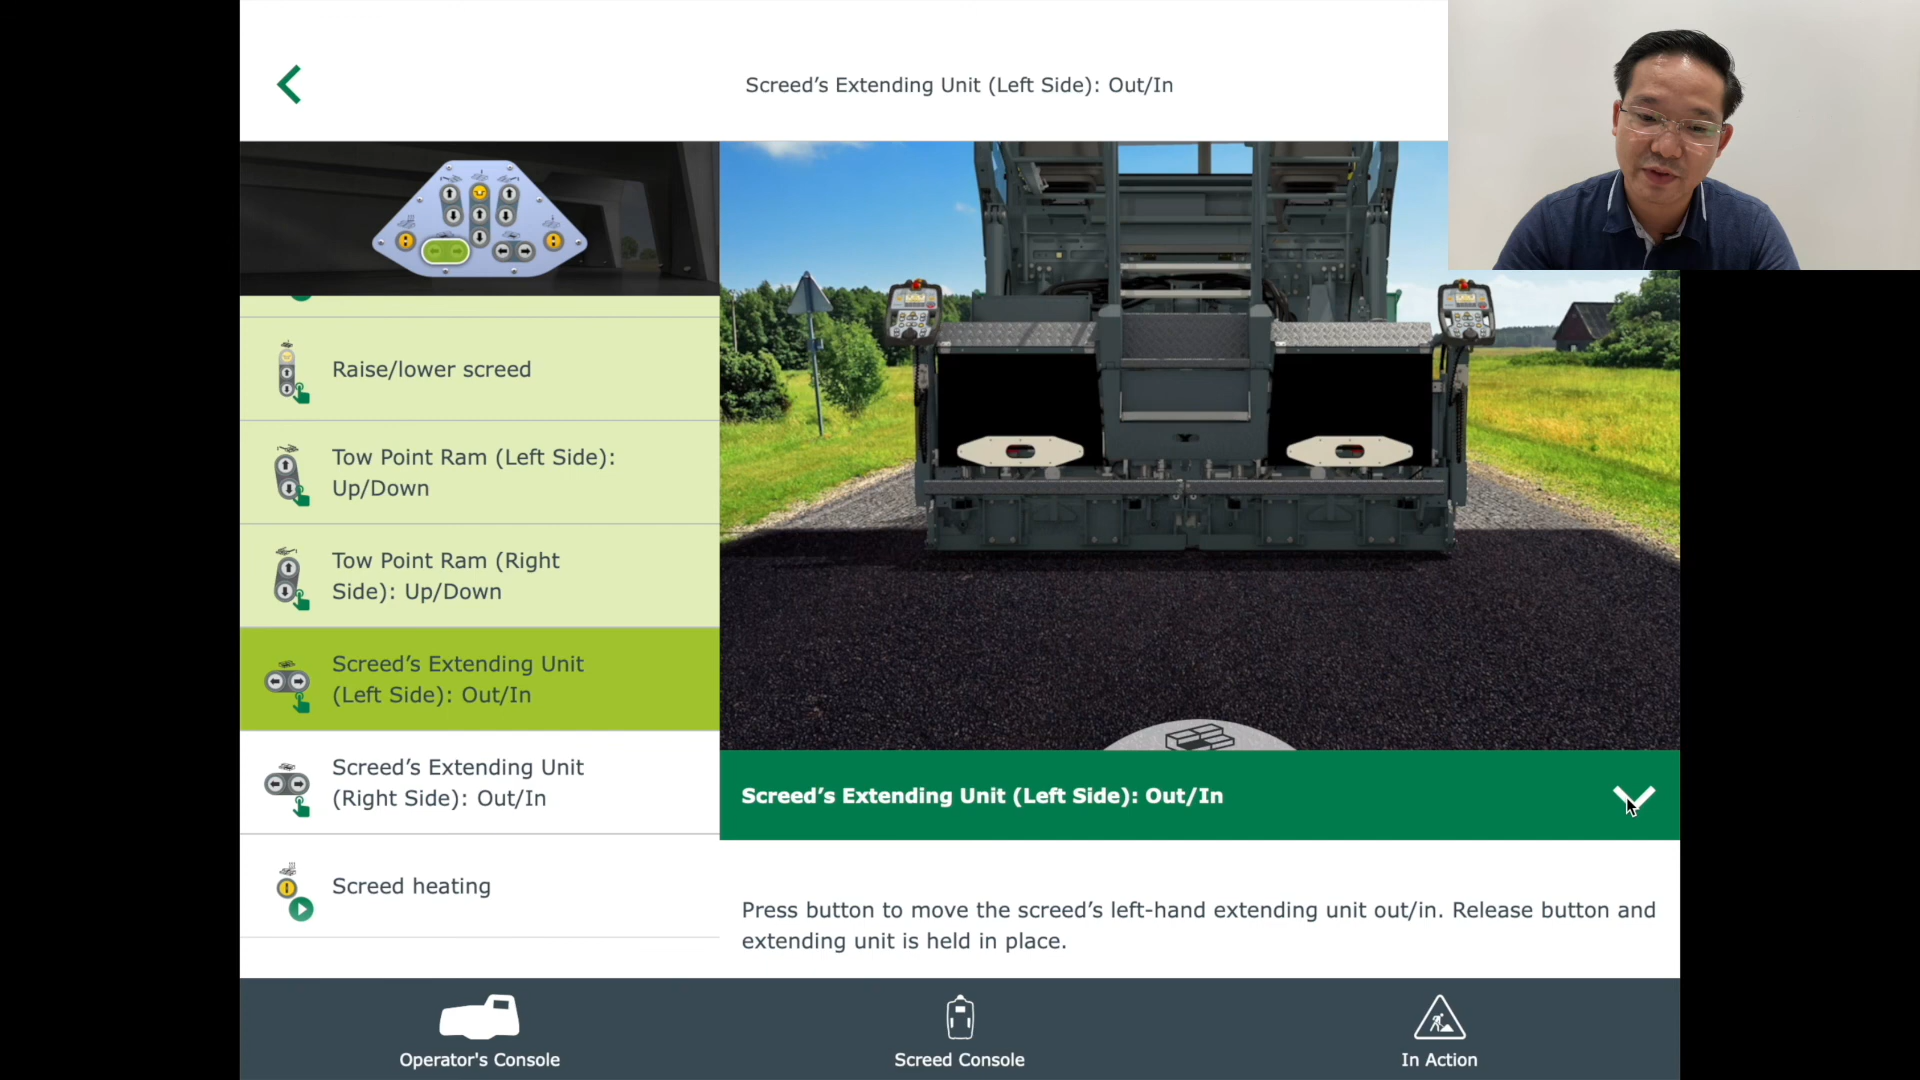 Screed’s Extending Unit (Left Side): Out/In
Raise/lower screed
Tow Point Ram (Left Side):
Up/Down
Tow Point Ram (Right
Side): Up/Down
Screed’s Extending Unit
(Left Side): Out/In
Screed’s Extending Unit
(Right Side): Out/In
Screed heating
Screed’s Extending Unit (Left Side): Out/In
Press button to move the screed’s left-hand extending unit out/in. Release button and
extending unit is held in place.
Operator's Console
Screed Console
In Action